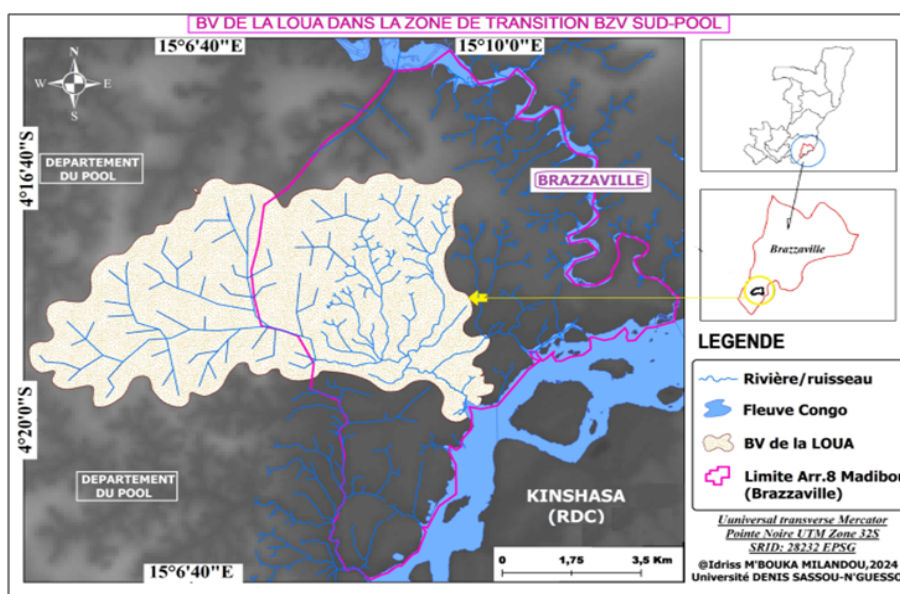 BV DE LA LOUA DANS LA ZONE DE TRANSITION BZV SUD-POOL
15°6'40"E
15°10'0"E
N
W
E
S
4°16'40"S
DEPARTEMENT
DU POOL
BRAZZAVILLE
Brazzaville
4°20'0"S
DEPARTEMENT
DU POOL
KINSHASA
(RDC)
0 1,75 3,5 Km
15°6'40"E
LEGENDE
Rivière/ruisseau
Fleuve Congo
BV de la LOUA
Limite Arr.8 Madibou
(Brazzaville)
Uuniversal transverse Mercator
Pointe Noire UTM Zone 32S
SRID: 28232 EPSG
@Idriss M'BOUKA MILANDOU,2024
Université DENIS SASSOU-N'GUESSO